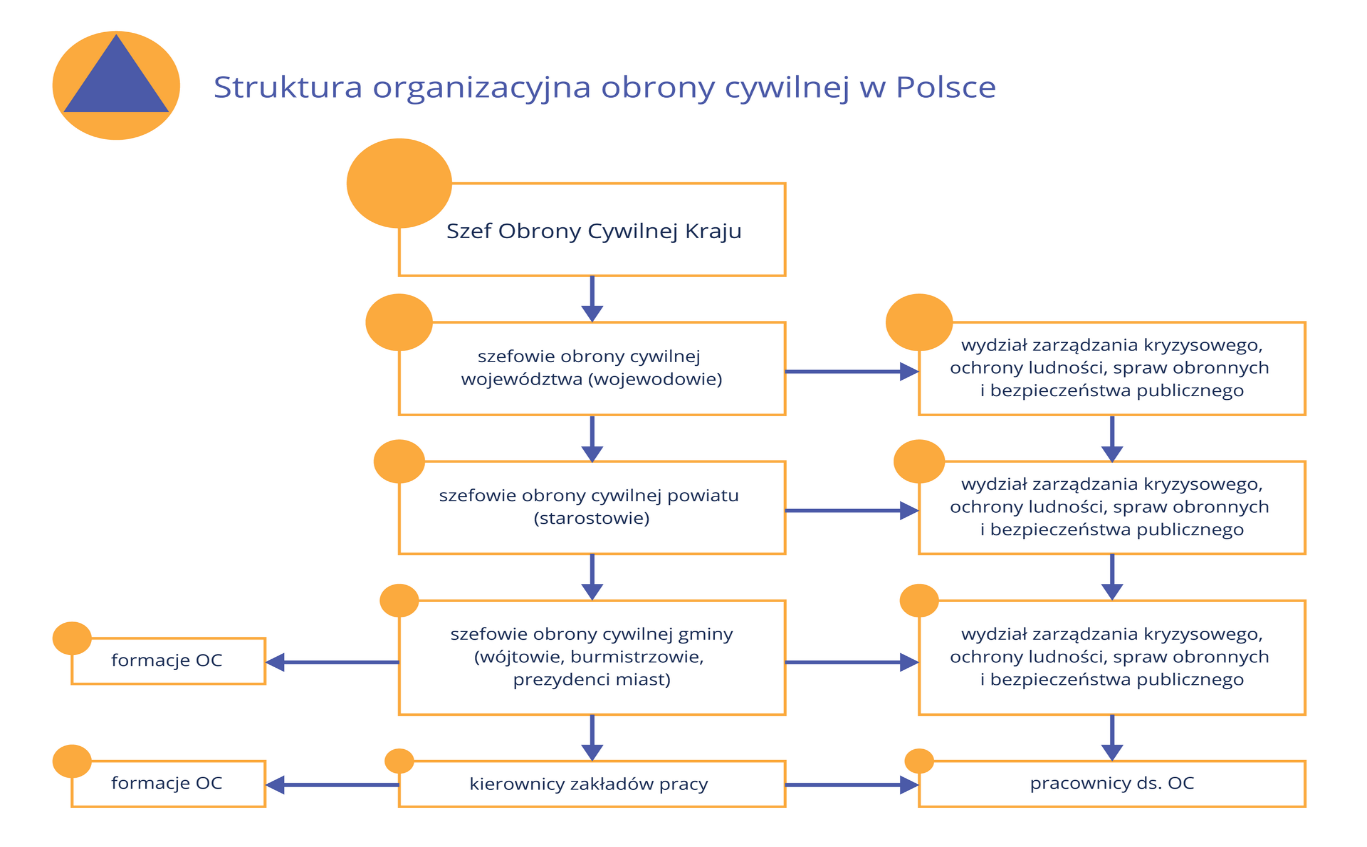 Struktura organizacyjna obrony cywilnej w Polsce
Szef Obrony Cywilnej Kraju
szefowie obrony cywilnej
województwa (wojewodowie)
wydział zarządzania kryzysowego,
ochrony ludności, spraw obronnych
i bezpieczeństwa publicznego
szefowie obrony cywilnej powiatu
(starostowie)
wydział zarządzania kryzysowego,
ochrony ludności, spraw obronnych
i bezpieczeństwa publicznego
formacje OC
szefowie obrony cywilnej gminy
(wójtowie, burmistrzowie,
prezydenci miast)
wydział zarządzania kryzysowego,
ochrony ludności, spraw obronnych
i bezpieczeństwa publicznego
formacje OC
kierownicy zakładów pracy
pracownicy ds. OC